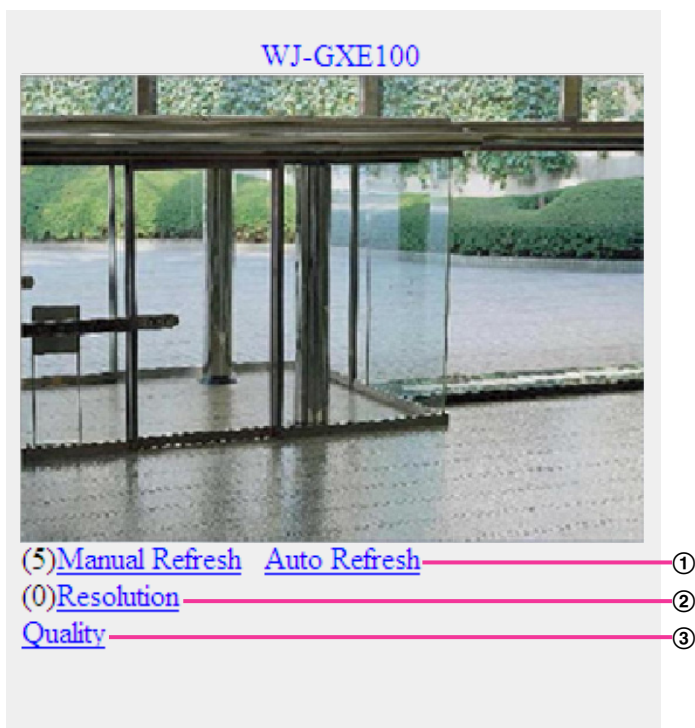 WJ-GXE100
(5)Manual Refresh Auto Refresh ①
(0)Resolution ②
Quality ③